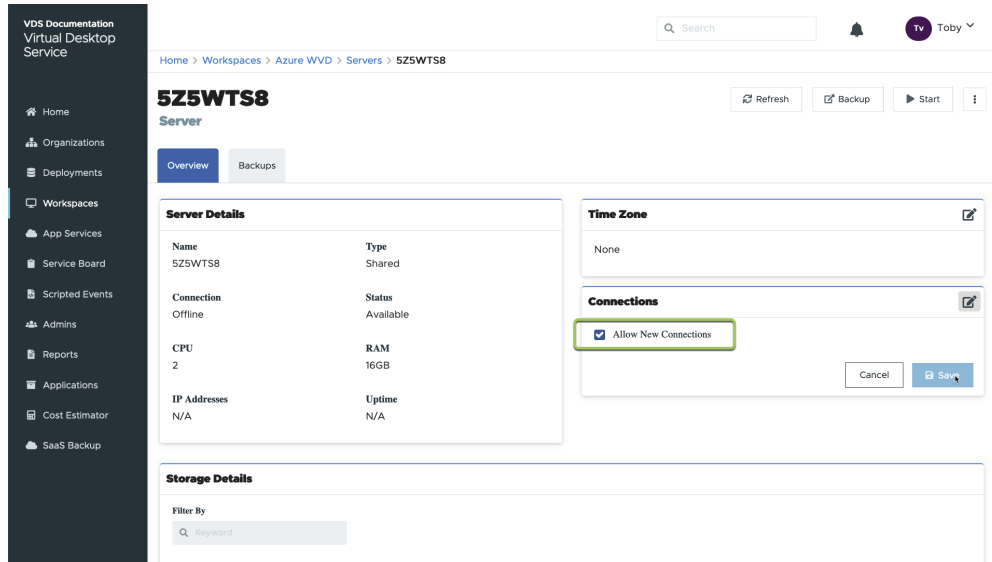 VDS Documentation
Virtual Desktop
Service
Search
Tv Toby
Home > Workspaces > Azure WVD > Servers > 5Z5WTS8
5Z5WTS8
Server
Refresh
Backup
Start
Home
Organizations
Deployments
Workspaces
App Services
Service Board
Scripted Events
Admins
Reports
Applications
Cost Estimator
SaaS Backup
Overview
Backups
Server Details
Name
Type
5Z5WTS8
Shared
Connection
Status
Offline
Available
CPU
RAM
2
16GB
IP Addresses
Uptime
N/A
N/A
Time Zone
None
Connections
Allow New Connections
Cancel
Save
Storage Details
Filter By
Keyword